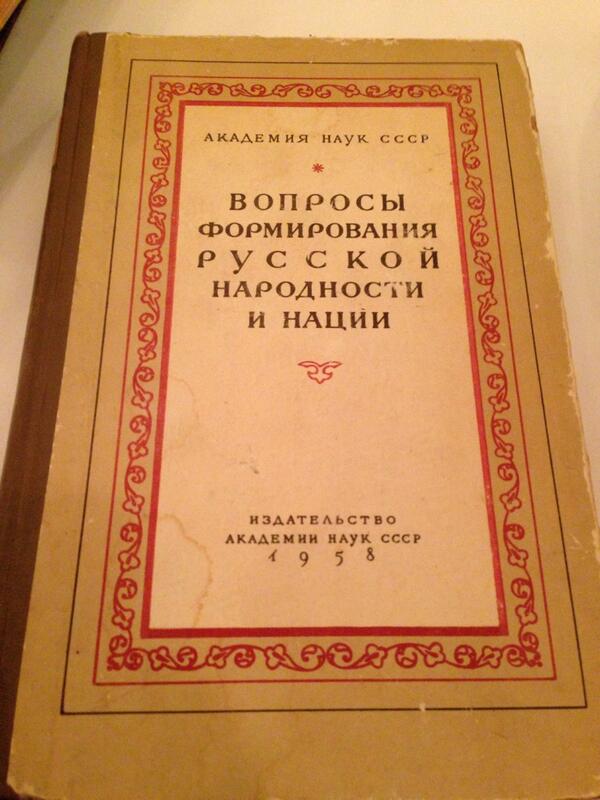 АКАДЕМИЯ НАУК СССР
ВОПРОСЫ
ФОРМИРОВАНИЯ
РУССКОЙ
НАРОДНОСТИ
И НАЦИИ
ИЗДАТЕЛЬСТВО
АКАДЕМИИ НАУК СССР
1958